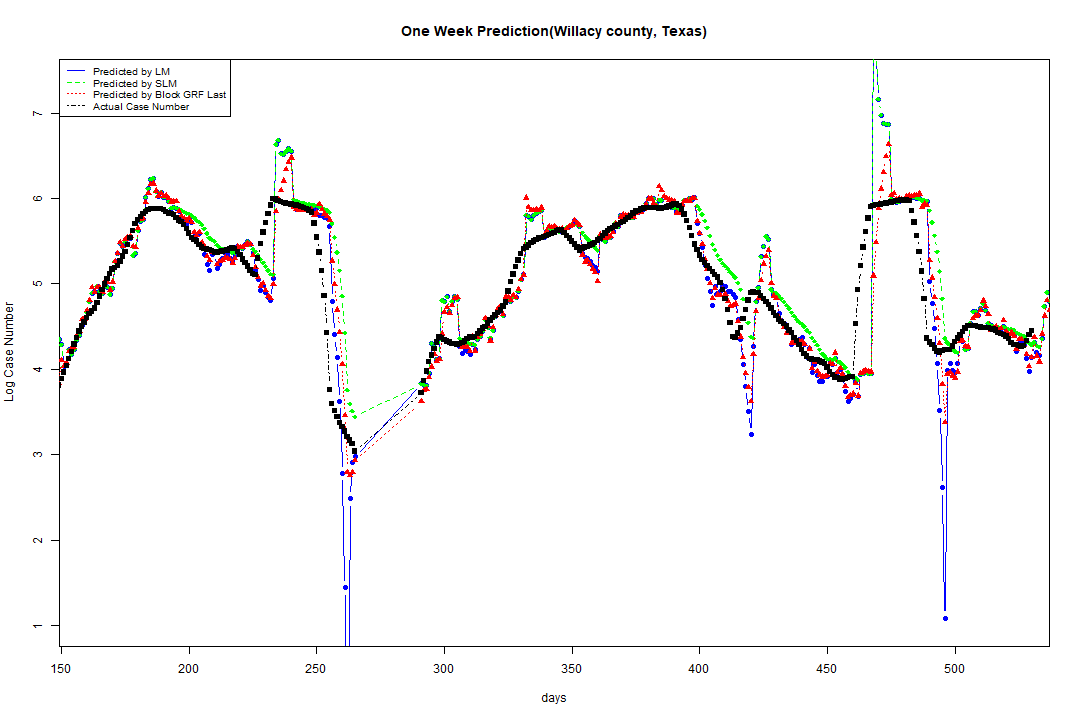 One Week Prediction(Willacy county, Texas)
Predicted by LM
Predicted by SLM
Predicted by Block GRF Last
Actual Case Number
7
6
5
4
3
2
1
Log Case Number
150 200 250 300 350 400 450 500
days